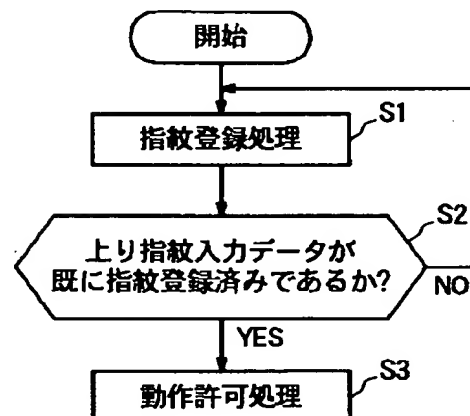 開始
指紋登録処理
S1
上り指紋入力データが
既に指紋登録済みであるか?
S2
NO
YES
動作許可処理
S3